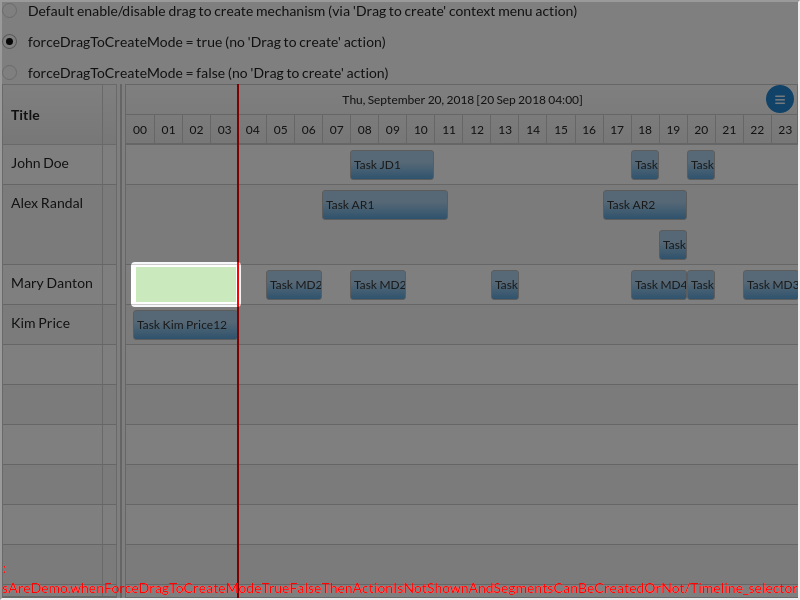 Default enable/disable drag to create mechanism (via 'Drag to create' context menu action)
forceDragToCreateMode = true (no 'Drag to create' action)
forceDragToCreateMode = false (no 'Drag to create' action)
Title
Thu, September 20, 2018 [20 Sep 2018 04:00]
00 01 02 03 04 05 06 07 08 09 10 11 12 13 14 15 16 17 18 19 20 21 22 23
John Doe Task JD1 Task Task
Alex Randal Task AR1 Task AR2
Task
Mary Danton Task MD2 Task MD2 Task Task MD4 Task Task MD3
Kim Price Task Kim Price12
:
sAreDemo.whenForceDragToCreateModeTrueFalseThenActionIsNotShownAndSegmentsCanBeCreatedOrNot/Timeline_selector